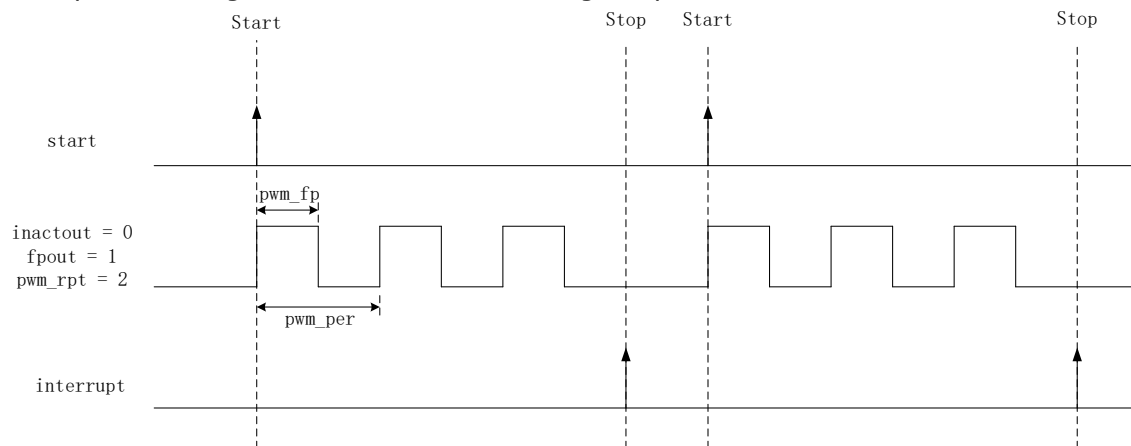 Start
Stop
Start
Stop
start
pwm_fp
inactout = 0
fpout = 1
pwm_rpt = 2
pwm_per
interrupt